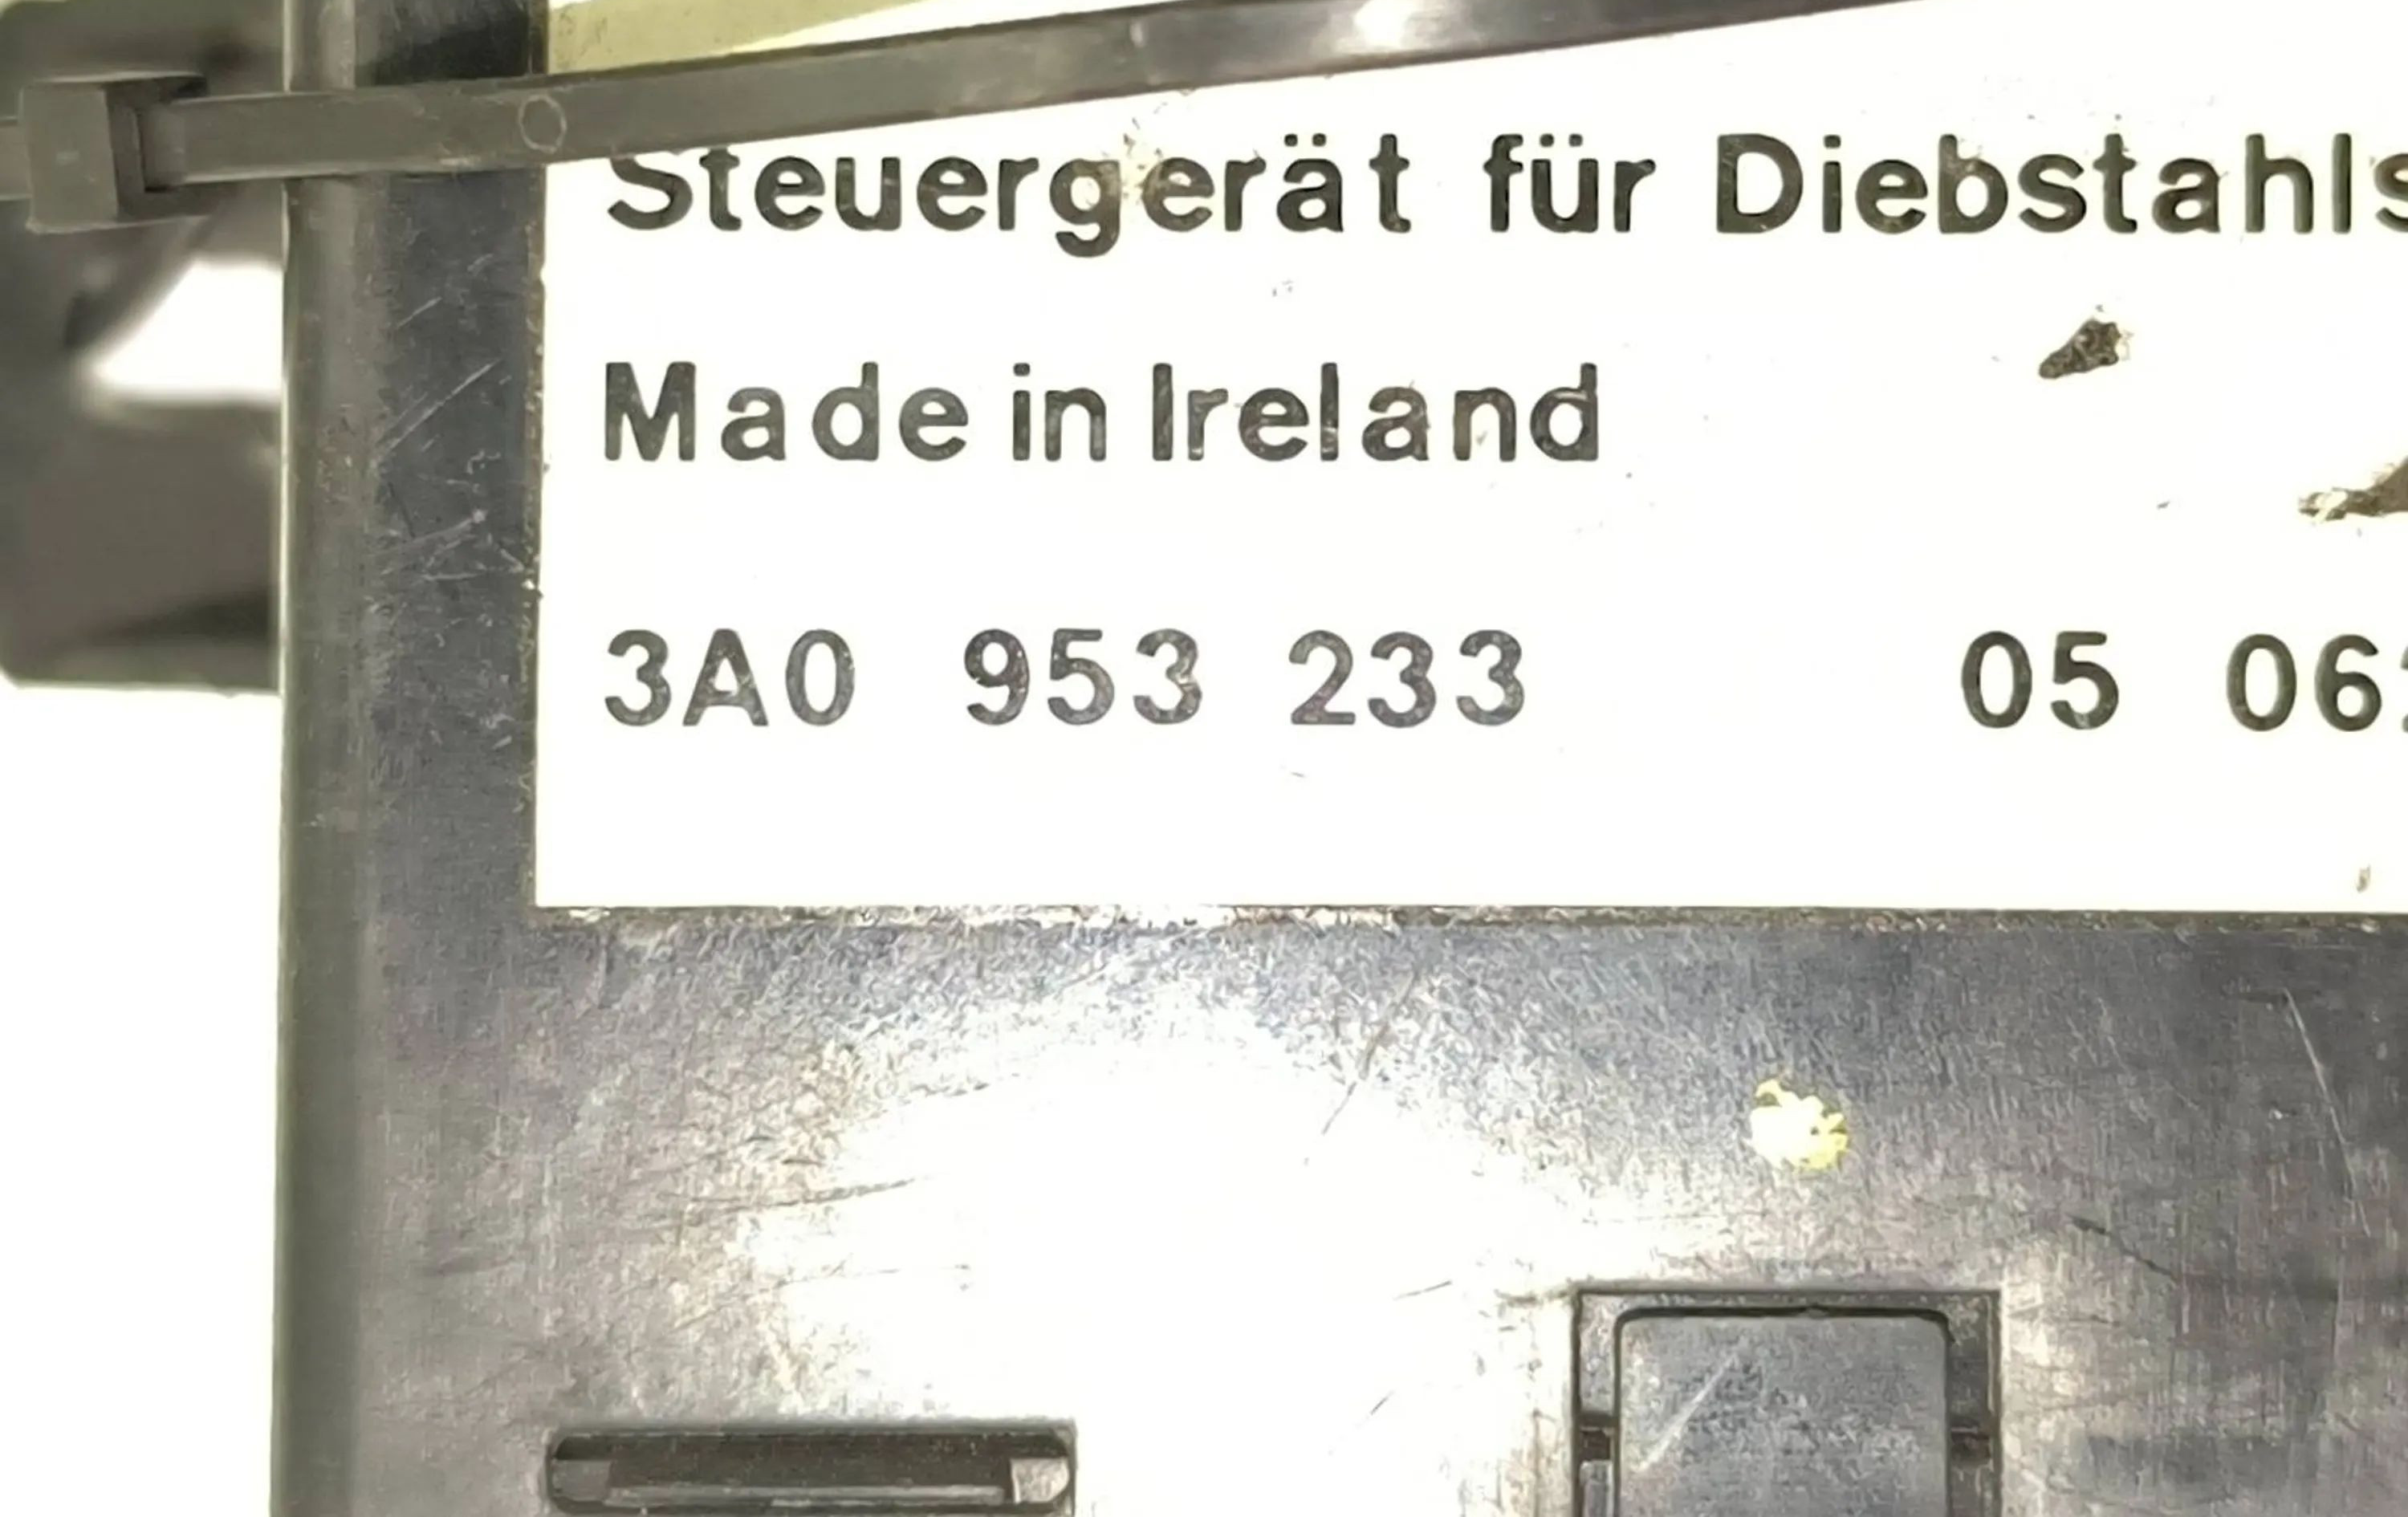 Steuergerät für Diebstahls
Made in Ireland
3A0 953 233 05 06